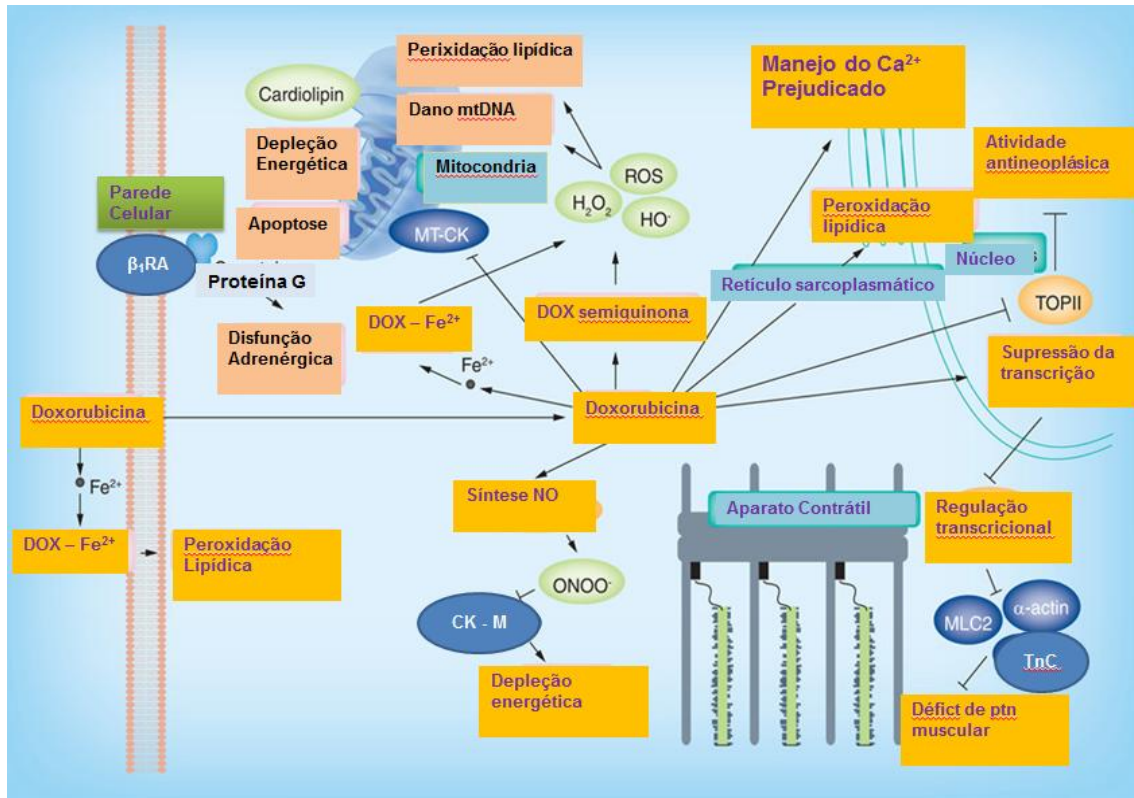 Perixidação lipídica
Cardiolipin
Dano mtDNA
Depleção
Energética
Mitocondria
Parede
Celular
Apoptose
MT-CK
H₂O₂
ROS
HO·
β₁RA
Proteína G
Disfunção
Adrenérgica
DOX – Fe²⁺
DOX semiquinona
Fe²⁺
Manejo do Ca²⁺
Prejudicado
Atividade
antineoplásica
Peroxidação
lipídica
Núcleo
Retículo sarcoplasmático
TOPII
Supressão da
transcrição
Doxorubicina
Doxorubicina
Fe²⁺
DOX – Fe²⁺
Peroxidação
Lipídica
Síntese NO
ONOO⁻
CK - M
Depleção
energética
Aparato Contrátil
Regulação
transcricional
MLC2
α-actin
TnC
Défict de ptn
muscular